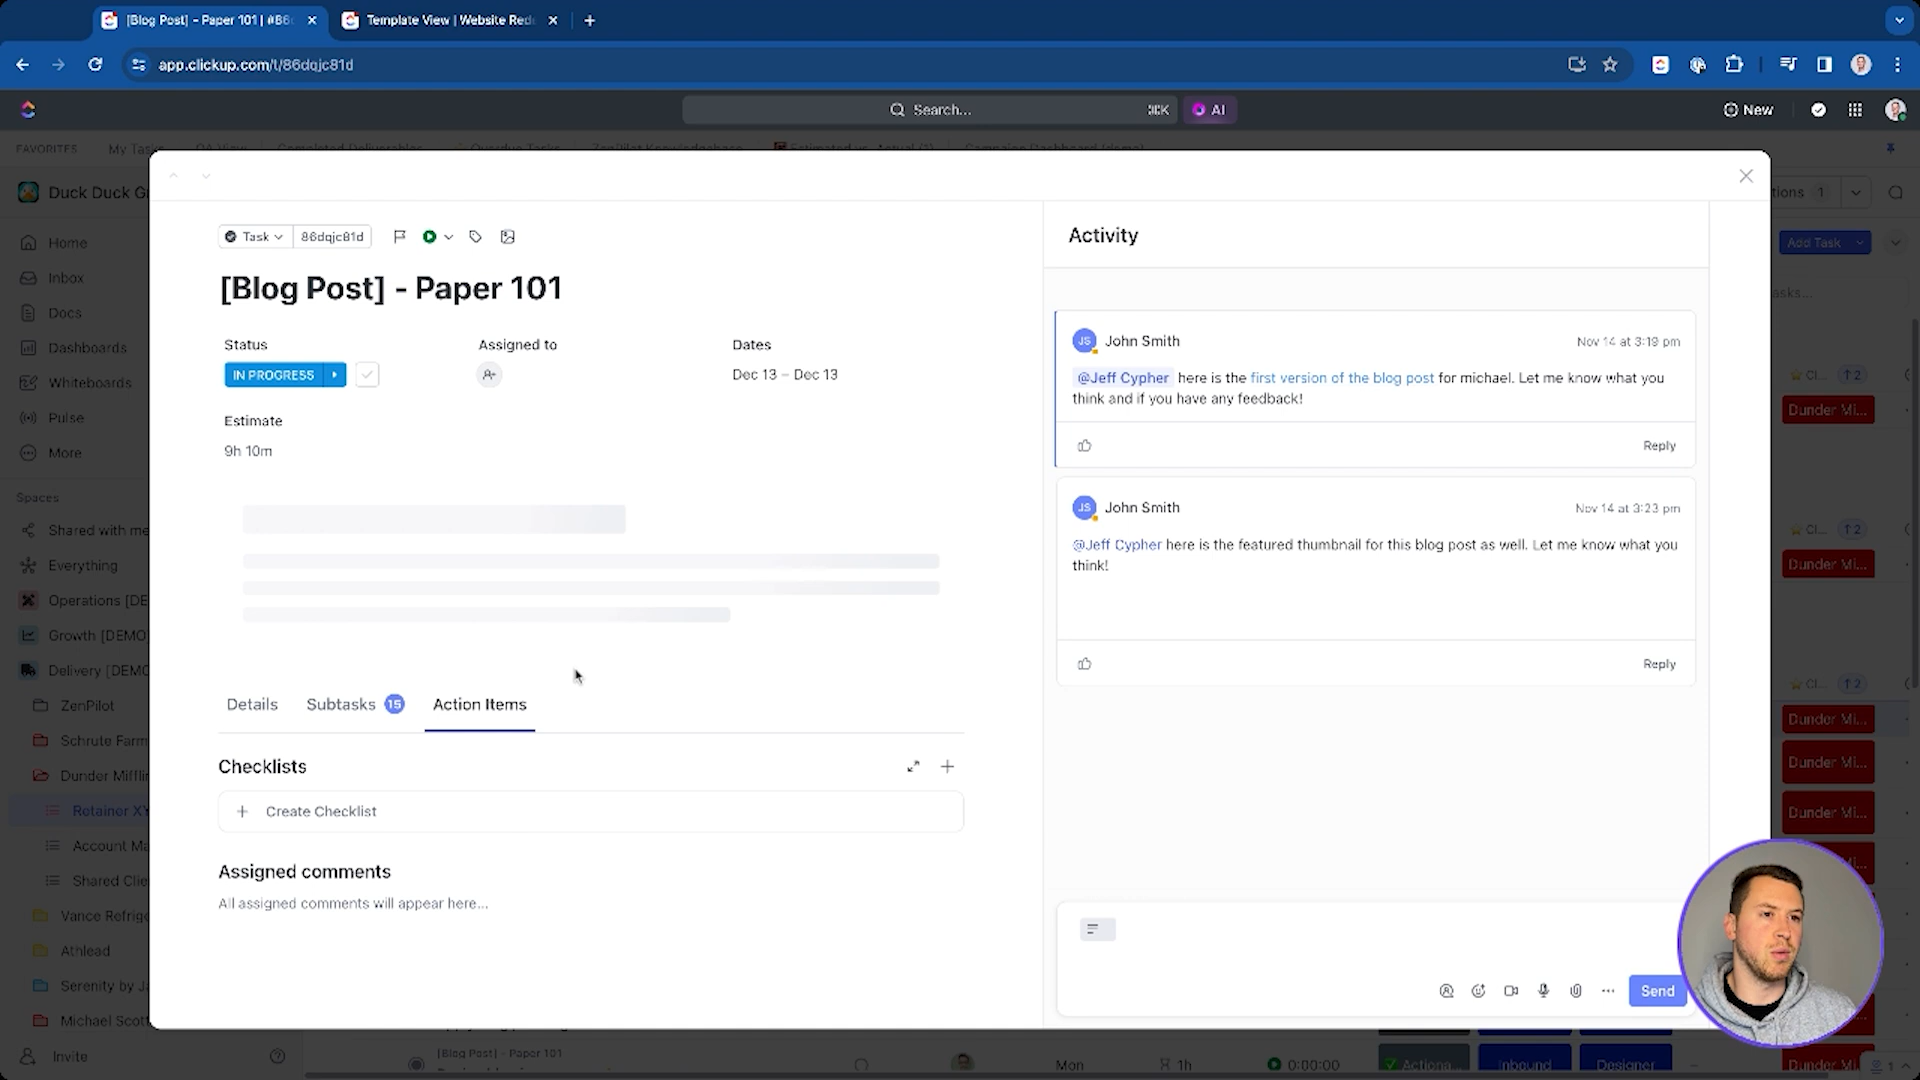 [Blog Post] - Paper 101 | #86
Template View | Website Red
app.clickup.com/t/86dqjc81d
Search...
⌘K
AI
New
FAVORITES
My Tasks
QA View
Completed Deliverables
Overdue Tasks
ZenPilot Knowledgebase
Estimated vs. Actual (1)
Campaign Dashboard (demo)
Duck Duck G
Home
Inbox
Docs
Dashboards
Whiteboards
Pulse
More
Spaces
Shared with me
Everything
Operations [DE
Growth [DEMO
Delivery [DEMO
ZenPilot
Schrute Farm
Dunder Miffli
Retainer XY
Account Ma
Shared Clie
Vance Refrige
Athlead
Serenity by J
Michael Scott
Invite
Task
86dqjc81d
[Blog Post] - Paper 101
Status
Assigned to
Dates
IN PROGRESS
Dec 13 – Dec 13
Estimate
9h 10m
Details
Subtasks 15
Action Items
Checklists
Create Checklist
Assigned comments
All assigned comments will appear here...
Activity
John Smith
Nov 14 at 3:19 pm
@Jeff Cypher here is the first version of the blog post for michael. Let me know what you
think and if you have any feedback!
Reply
John Smith
Nov 14 at 3:23 pm
@Jeff Cypher here is the featured thumbnail for this blog post as well. Let me know what you
think!
Reply
Send
tions 1
Add Task
asks...
Cl... 2
Dunder Mi...
Cl... 2
Dunder Mi...
Cl... 2
Dunder Mi...
Dunder Mi...
Dunder Mi...
[Blog Post] - Paper 101
Mon
1h
0:00:00
Actiona...
Inbound
Designer
Dunder Mi...
1